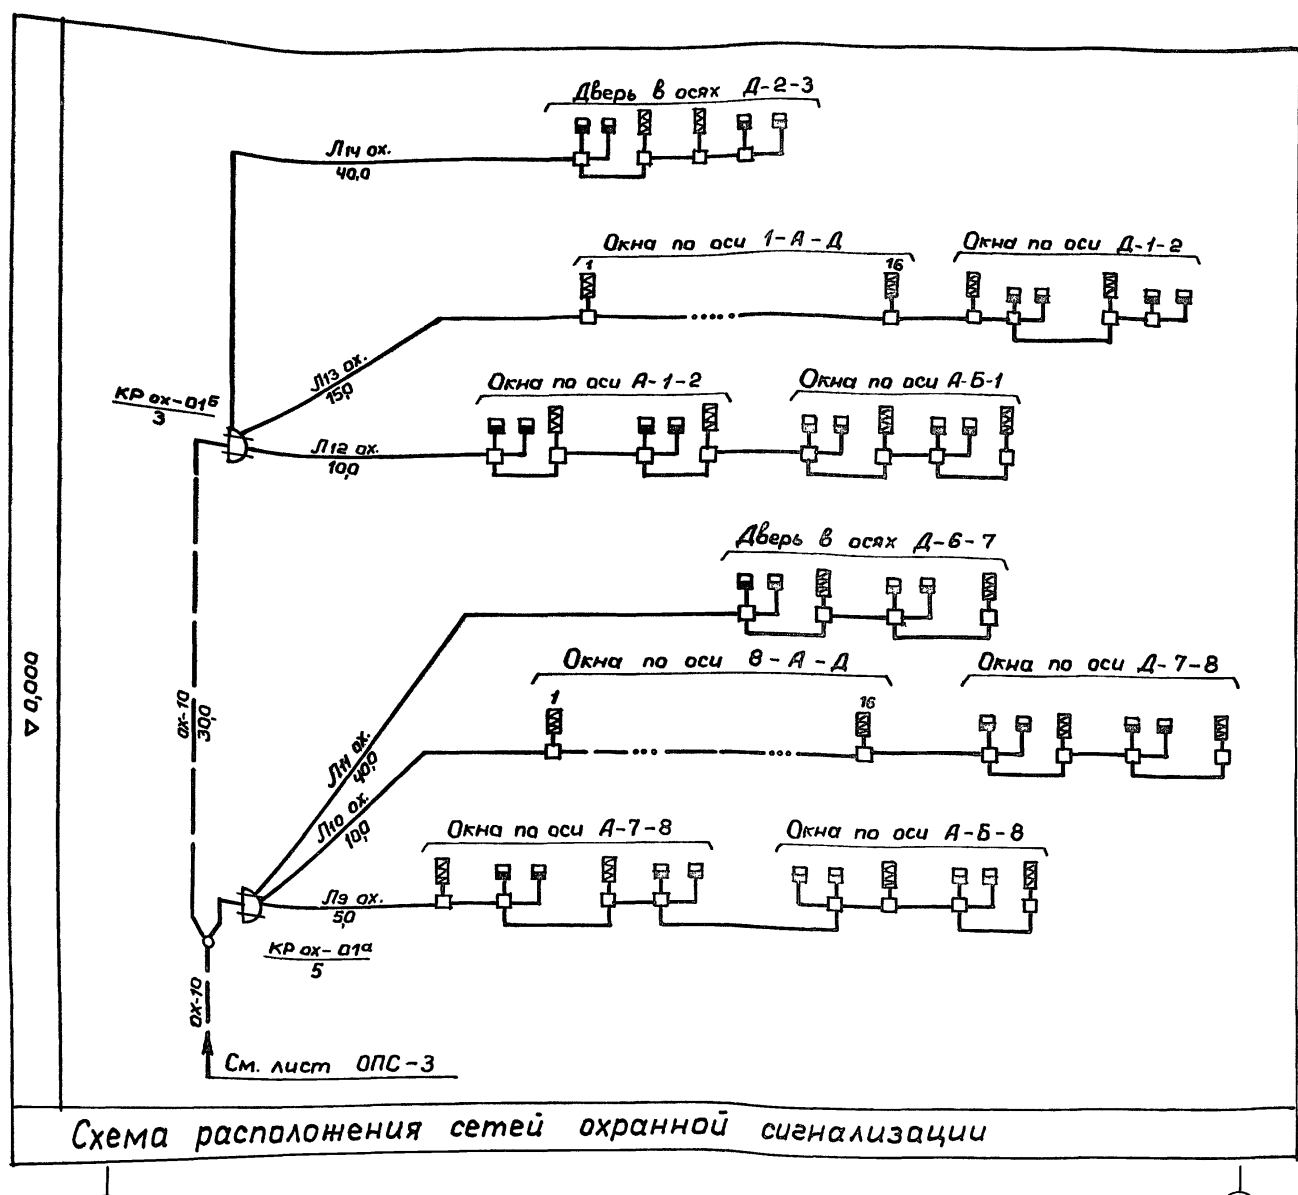 Дверь в осях Д-2-3
Л14 ох.
40,0
Окна по оси 1-А-Д
Окна по оси Д-1-2
1
16
Л13 ох.
15,0
Окна по оси А-1-2
Окна по оси А-Б-1
КР ох-01Б
3
Л12 ох.
10,0
Дверь в осях Д-6-7
Окна по оси 8-А-Д
Окна по оси Д-7-8
0000,0
ох-10
30,0
1
16
Л11 ох.
40,0
Л10 ох.
10,0
Окна по оси А-7-8
Окна по оси А-Б-8
Л9 ох.
5,0
КР ох-01а
5
ох-10
См. лист ОПС-3
Схема расположения сетей охранной сигнализации